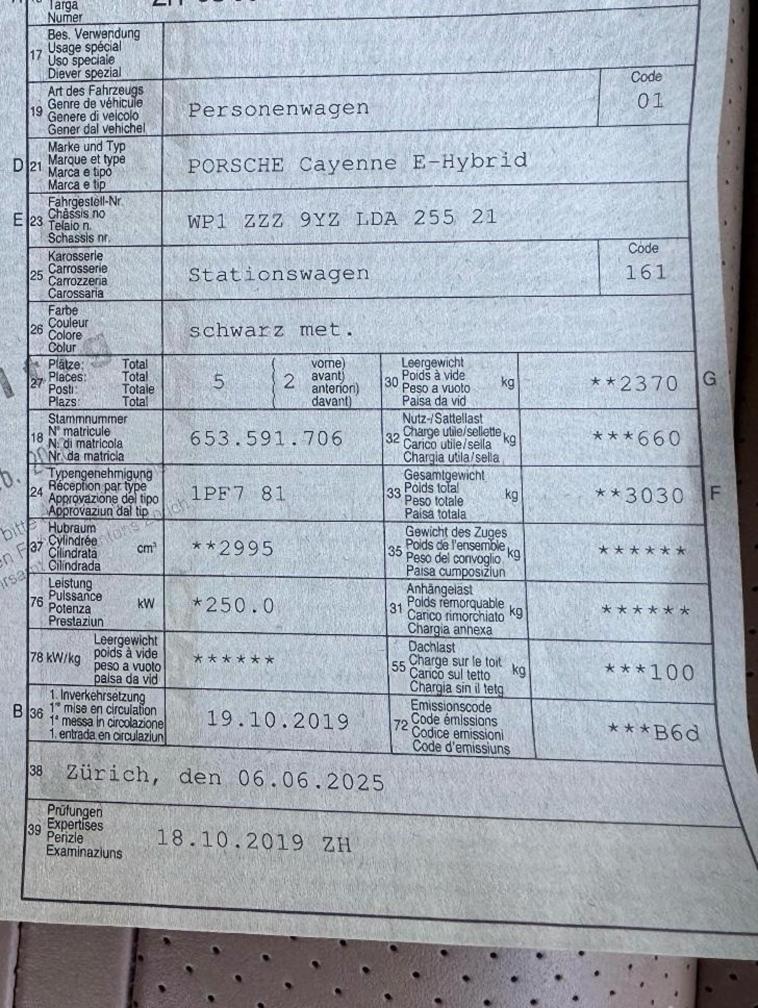 Targa
Numer
17 Bes. Verwendung
Usage spécial
Uso speciale
Diever spezial
19 Art des Fahrzeugs
Genre de véhicule
Genere di veicolo
Gener dal vehichel
Personenwagen
Code
01
D 21 Marke und Typ
Marque et type
Marca e tipo
Marca e tip
PORSCHE Cayenne E-Hybrid
E 23 Fahrgestell-Nr.
Châssis no
Telaio n.
Schassis nr.
WP1 ZZZ 9YZ LDA 255 21
25 Karosserie
Carrosserie
Carrozzeria
Carossaria
Stationswagen
Code
161
26 Farbe
Couleur
Colore
Colur
schwarz met.
27 Plätze: Total
Places: Total
Posti: Totale
Plazs: Total
5
2
vorne)
avant)
anteriori)
davant)
30 Leergewicht
Poids à vide
Peso a vuoto
Paisa da vid
kg
**2370
G
18 Stammnummer
N° matricule
N. di matricola
Nr. da matricla
653.591.706
32 Nutz-/Sattellast
Charge utile/sellette
Carico utile/sella
Chargia utila/sella
kg
***660
24 Typengenehmigung
Réception par type
Approvazione del tipo
Approvaziun dal tip
1PF7 81
33 Gesamtgewicht
Poids total
Peso totale
Paisa totala
kg
**3030
F
37 Hubraum
Cylindrée
Cilindrata
Cilindrada
cm³
**2995
35 Gewicht des Zuges
Poids de l'ensemble
Peso del convoglio
Paisa cumposiziun
kg
******
76 Leistung
Puissance
Potenza
Prestaziun
kW
*250.0
31 Anhängelast
Poids remorquable
Carico rimorchiato
Chargia annexa
kg
******
78 kW/kg
Leergewicht
poids à vide
peso a vuoto
paisa da vid
******
55 Dachlast
Charge sur le toit
Carico sul tetto
Chargia sin il tetg
kg
***100
B 36 1. Inverkehrsetzung
1re mise en circulation
1a messa in circolazione
1. entrada en circulaziun
19.10.2019
72 Emissionscode
Code émissions
Codice emissioni
Code d'emissiuns
***B6d
38 Zürich, den 06.06.2025
39 Prüfungen
Expertises
Perizie
Examinaziuns
18.10.2019 ZH